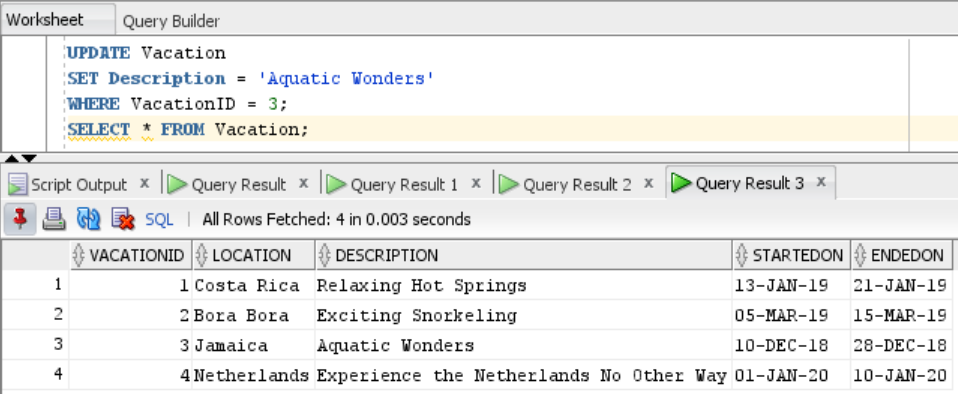 Worksheet Query Builder
UPDATE Vacation
SET Description = 'Aquatic Wonders'
WHERE VacationID = 3;
SELECT * FROM Vacation;
Script Output x Query Result x Query Result 1 x Query Result 2 x Query Result 3 x
SQL | All Rows Fetched: 4 in 0.003 seconds
VACATIONID LOCATION DESCRIPTION STARTEDON ENDEDON
1 1 Costa Rica Relaxing Hot Springs 13-JAN-19 21-JAN-19
2 2 Bora Bora Exciting Snorkeling 05-MAR-19 15-MAR-19
3 3 Jamaica Aquatic Wonders 10-DEC-18 28-DEC-18
4 4 Netherlands Experience the Netherlands No Other Way 01-JAN-20 10-JAN-20